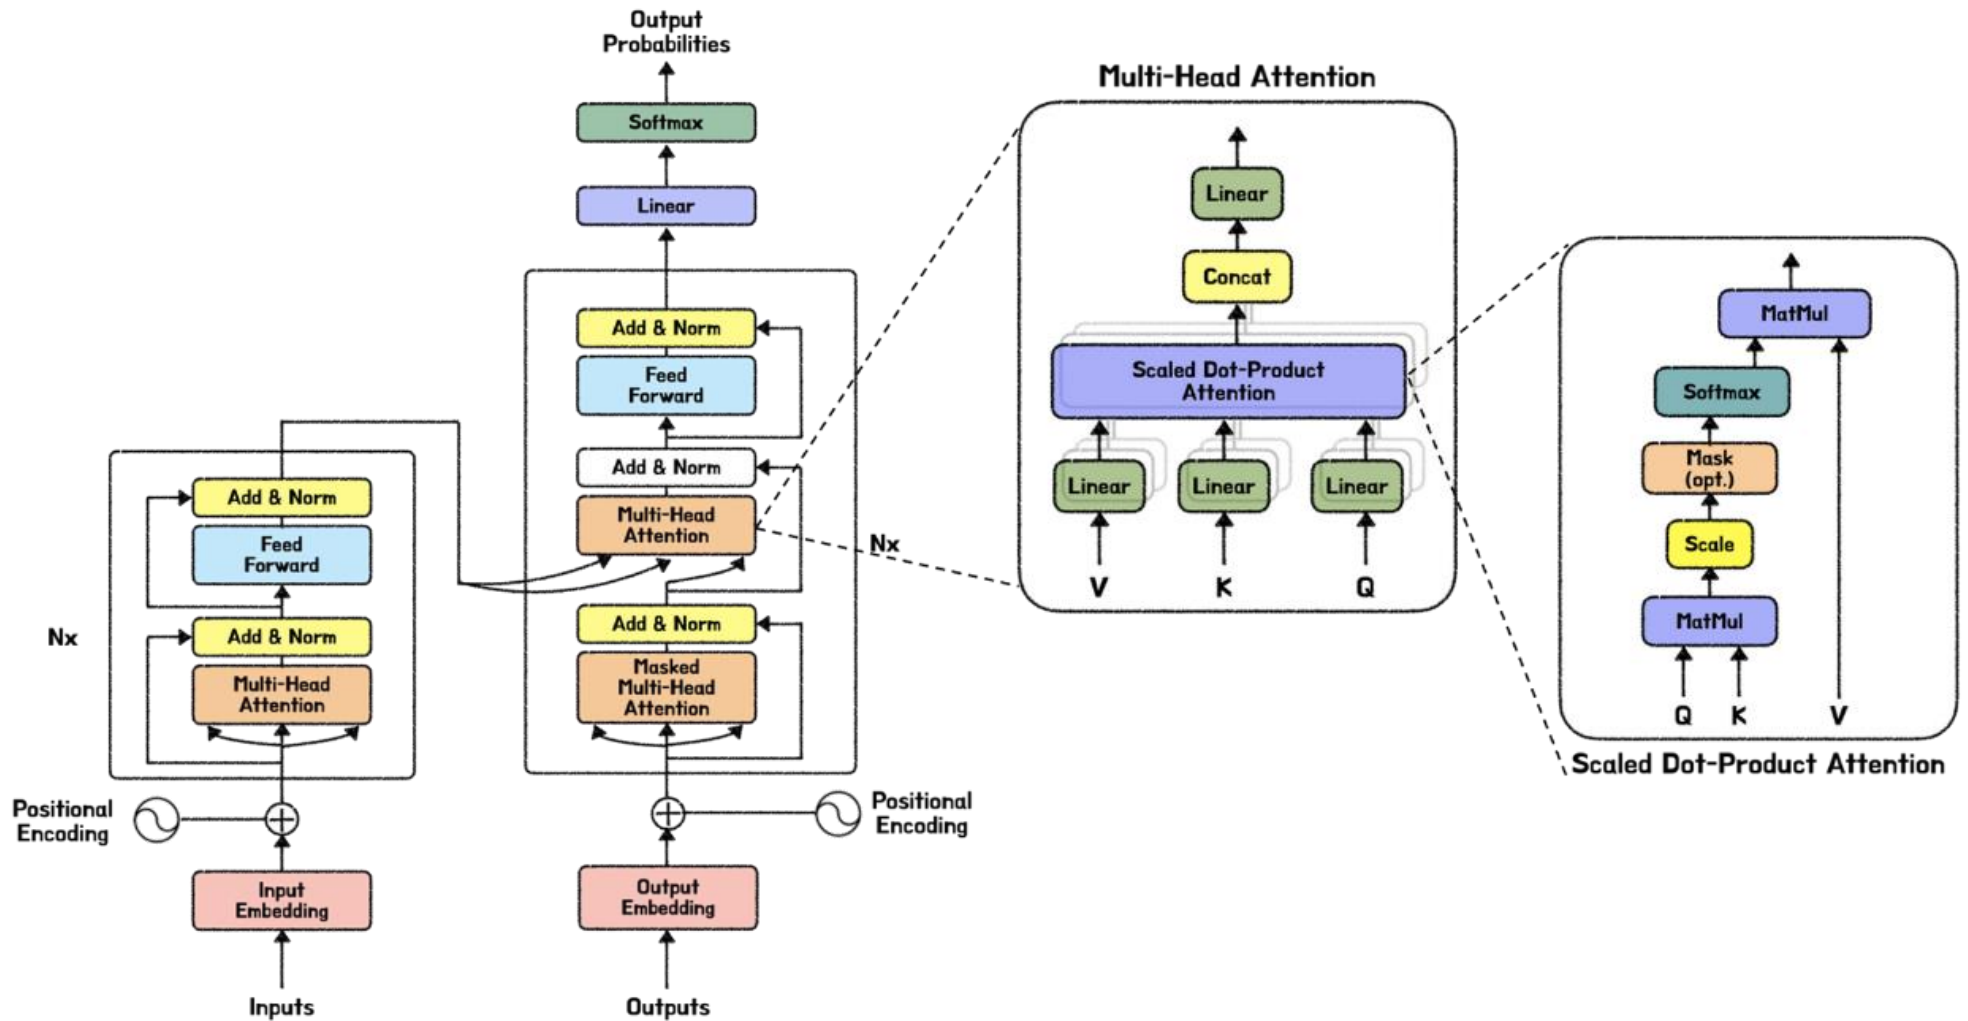 Output
Probabilities
Softmax
Linear
Add & Norm
Feed
Forward
Add & Norm
Multi-Head
Attention
Add & Norm
Masked
Multi-Head
Attention
Nx
Positional
Encoding
Output
Embedding
Outputs
Add & Norm
Feed
Forward
Add & Norm
Multi-Head
Attention
Nx
Positional
Encoding
Input
Embedding
Inputs
Multi-Head Attention
Linear
Concat
Scaled Dot-Product
Attention
Linear
Linear
Linear
V
K
Q
MatMul
Softmax
Mask
(opt.)
Scale
MatMul
Q
K
V
Scaled Dot-Product Attention